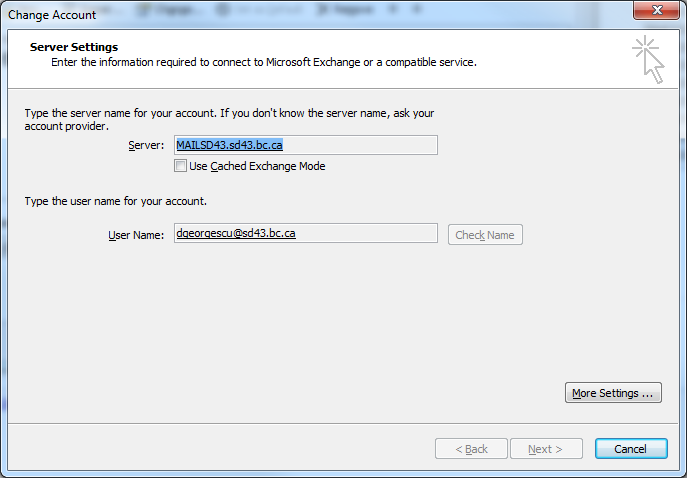 Change Account
Server Settings
Enter the information required to connect to Microsoft Exchange or a compatible service.
Type the server name for your account. If you don't know the server name, ask your
account provider.
Server: MAILSD43.sd43.bc.ca
Use Cached Exchange Mode
Type the user name for your account.
User Name: dgeorgescu@sd43.bc.ca Check Name
More Settings ...
< Back Next > Cancel